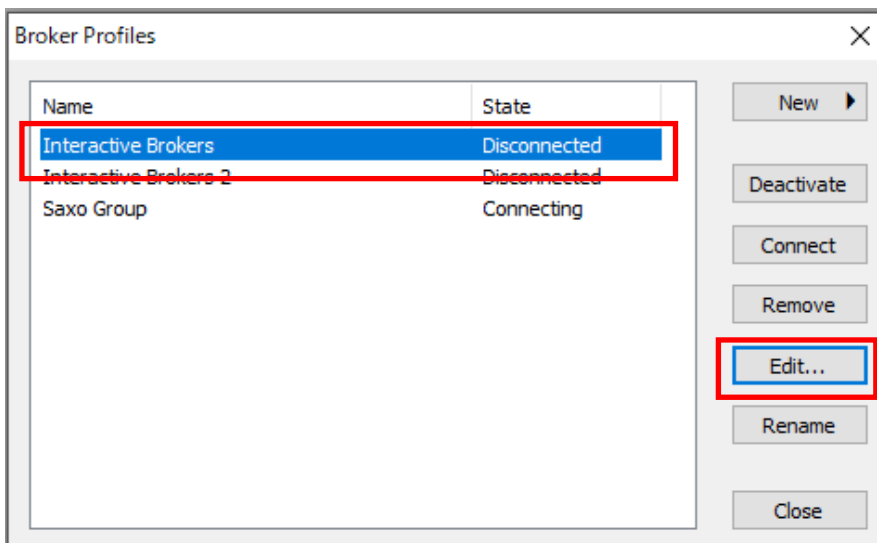 Broker Profiles
Name State
Interactive Brokers Disconnected
Interactive Brokers 2 Disconnected
Saxo Group Connecting
New
Deactivate
Connect
Remove
Edit...
Rename
Close